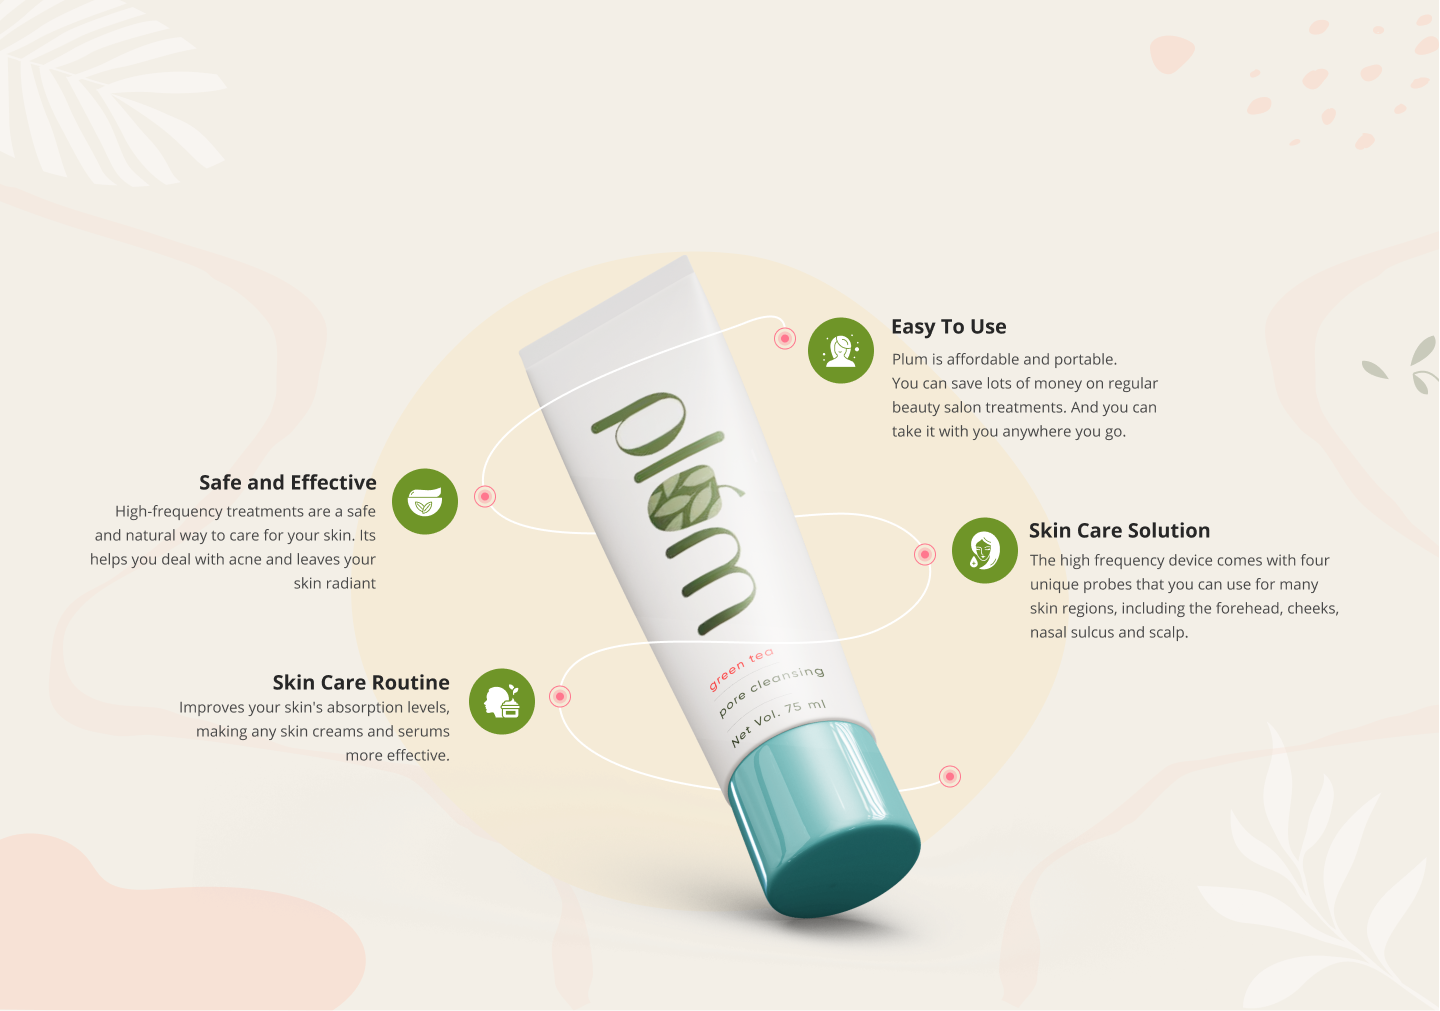 Easy To Use
Plum is affordable and portable.
You can save lots of money on regular
beauty salon treatments. And you can
take it with you anywhere you go.
Safe and Effective
High-frequency treatments are a safe
and natural way to care for your skin. Its
helps you deal with acne and leaves your
skin radiant
Skin Care Solution
The high frequency device comes with four
unique probes that you can use for many
skin regions, including the forehead, cheeks,
nasal sulcus and scalp.
Skin Care Routine
Improves your skin's absorption levels,
making any skin creams and serums
more effective.
plum
green tea
pore cleansing
Net Vol. 75 ml